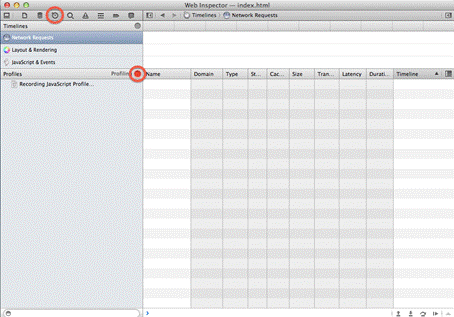 Web Inspector — index.html
Timelines
Network Requests
Timelines
Network Requests
Layout & Rendering
JavaScript & Events
Profiles
Recording JavaScript Profile...
Name Domain Type St... Cac... Size Tran... Latency Durati... Timeline